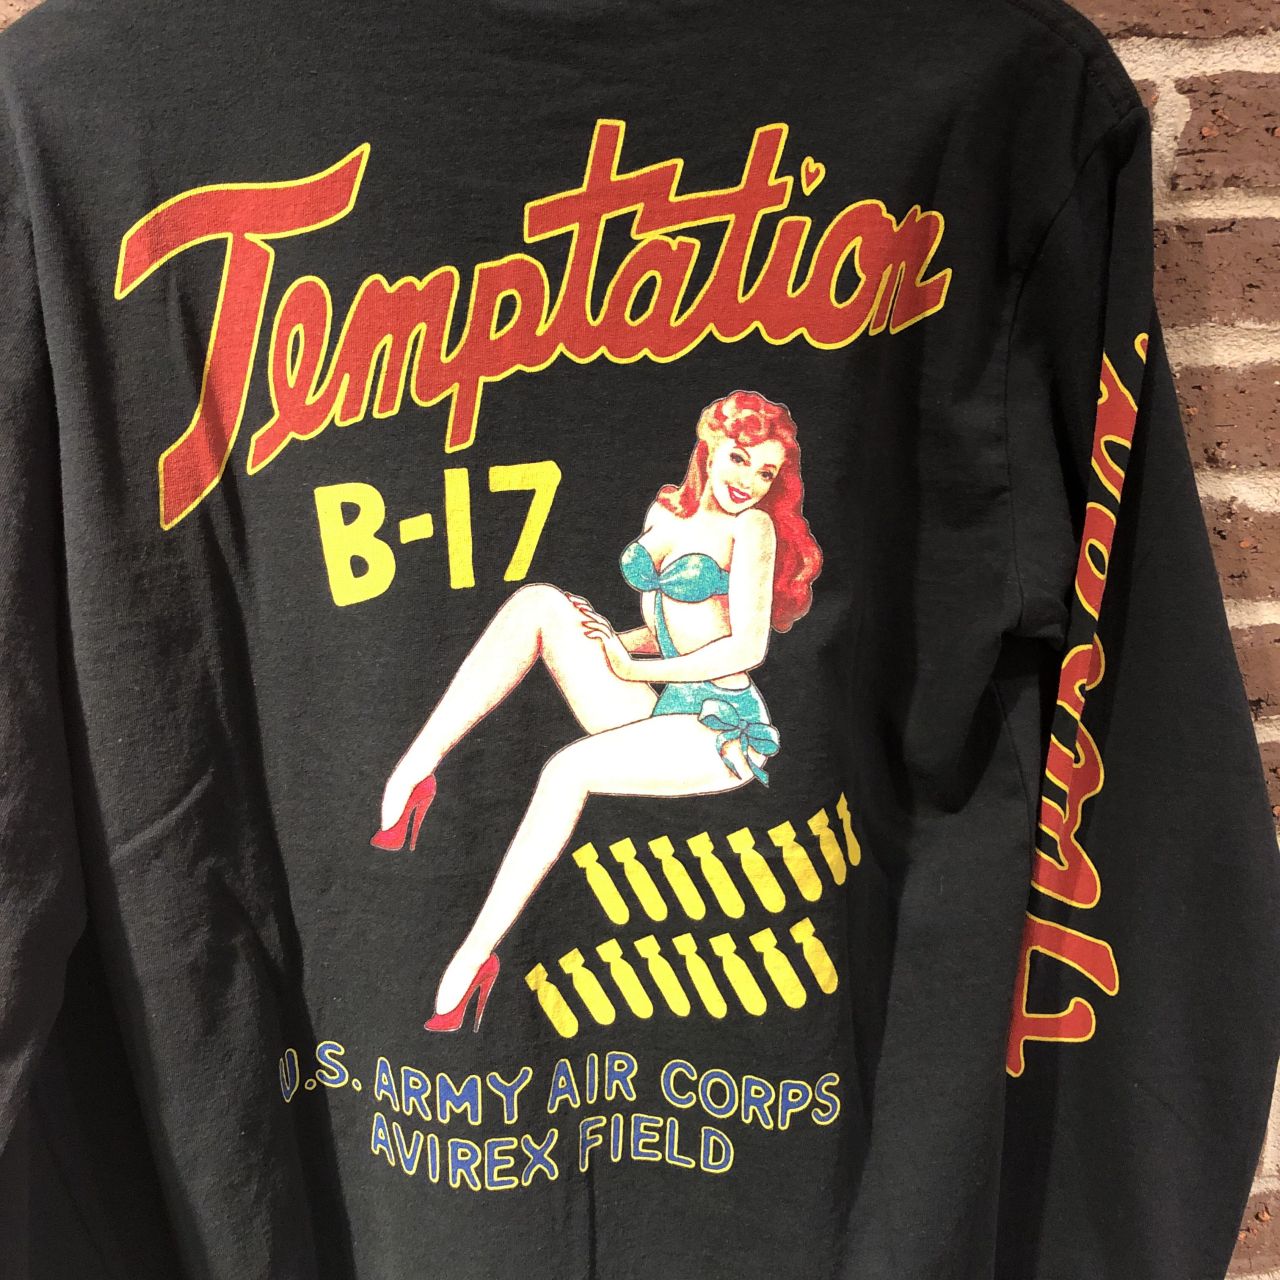 Temptation
B-17
U.S. ARMY AIR CORPS
AVIREX FIELD